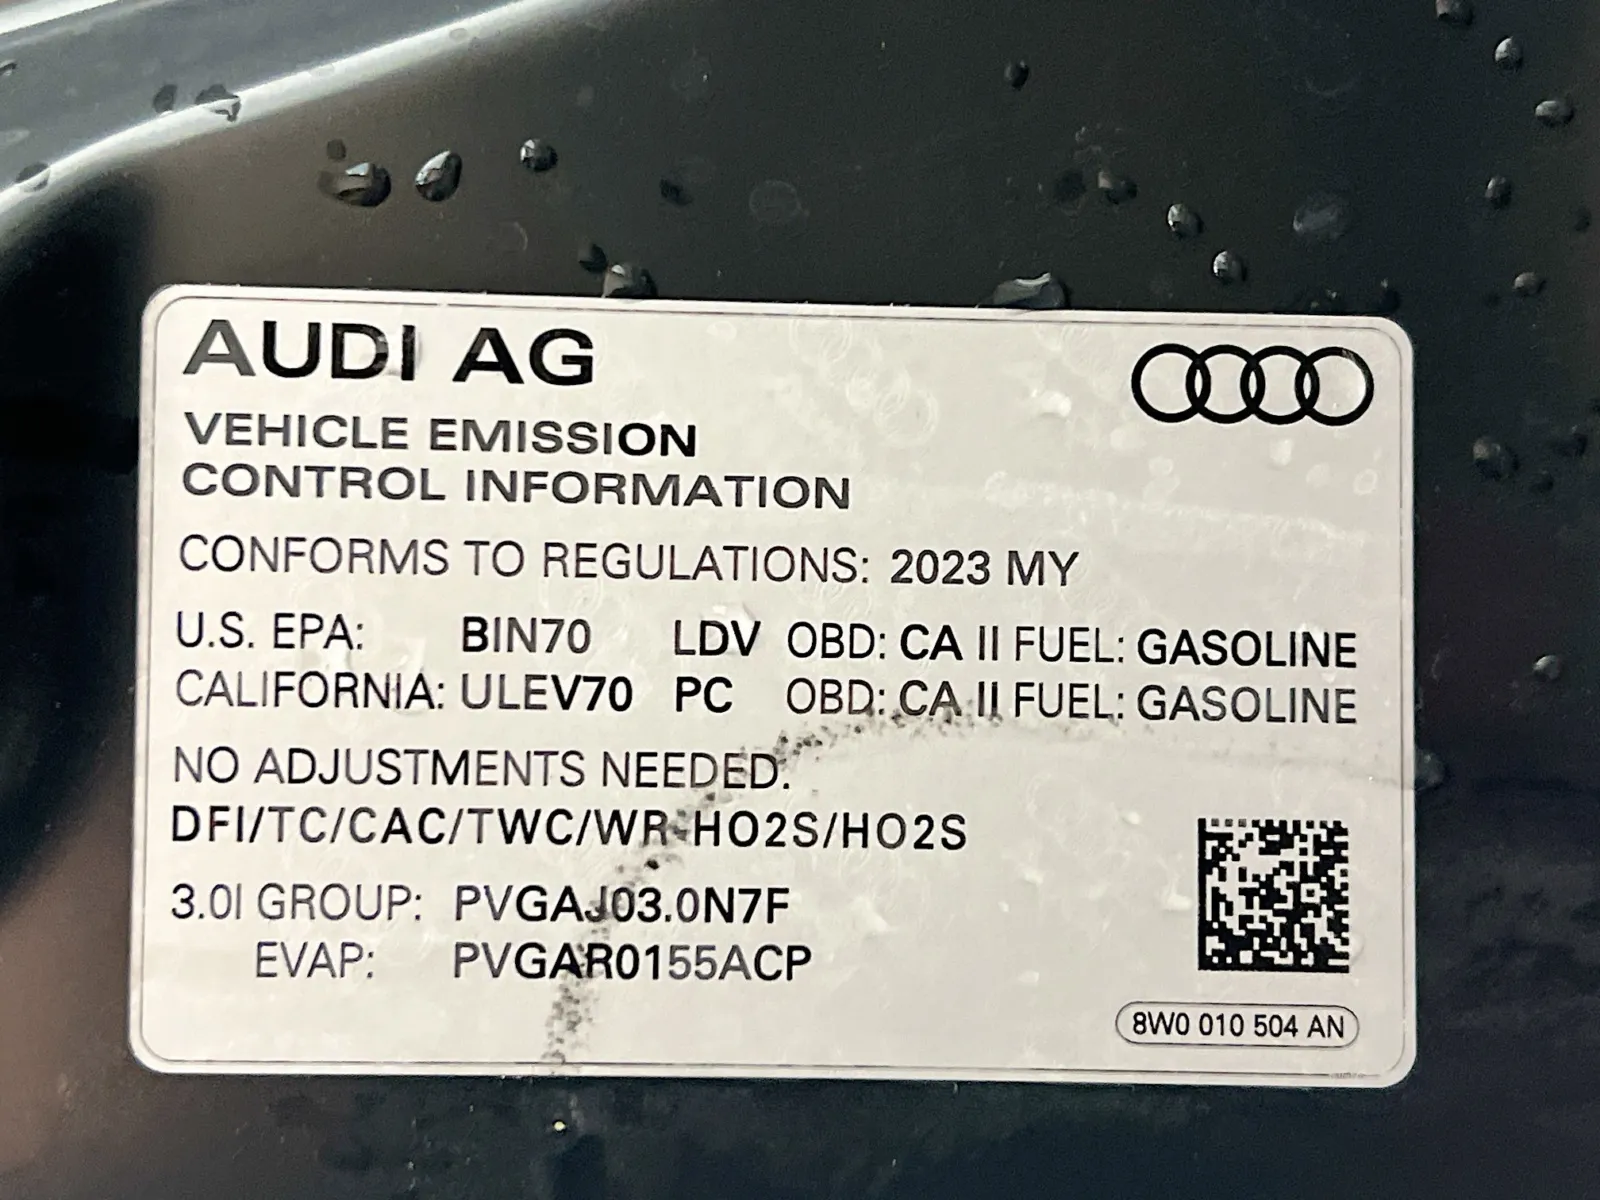 AUDI AG
VEHICLE EMISSION
CONTROL INFORMATION
CONFORMS TO REGULATIONS: 2023 MY
U.S. EPA: BIN70 LDV OBD: CA II FUEL: GASOLINE
CALIFORNIA: ULEV70 PC OBD: CA II FUEL: GASOLINE
NO ADJUSTMENTS NEEDED.
DFI/TC/CAC/TWC/WR-HO2S/HO2S
3.0l GROUP: PVGAJ03.0N7F
EVAP: PVGAR0155ACP
8W0 010 504 AN